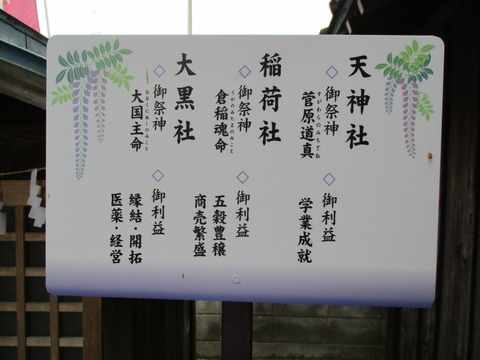 天神社
◇御祭神
すがわらのみちざね
菅原道真
◇御利益
学業成就
稲荷社
◇御祭神
うかのみたまのみこと
倉稲魂命
◇御利益
五穀豊穣
商売繁盛
大黒社
◇御祭神
おおくにぬしのみこと
大国主命
◇御利益
縁結・開拓
医薬・経営